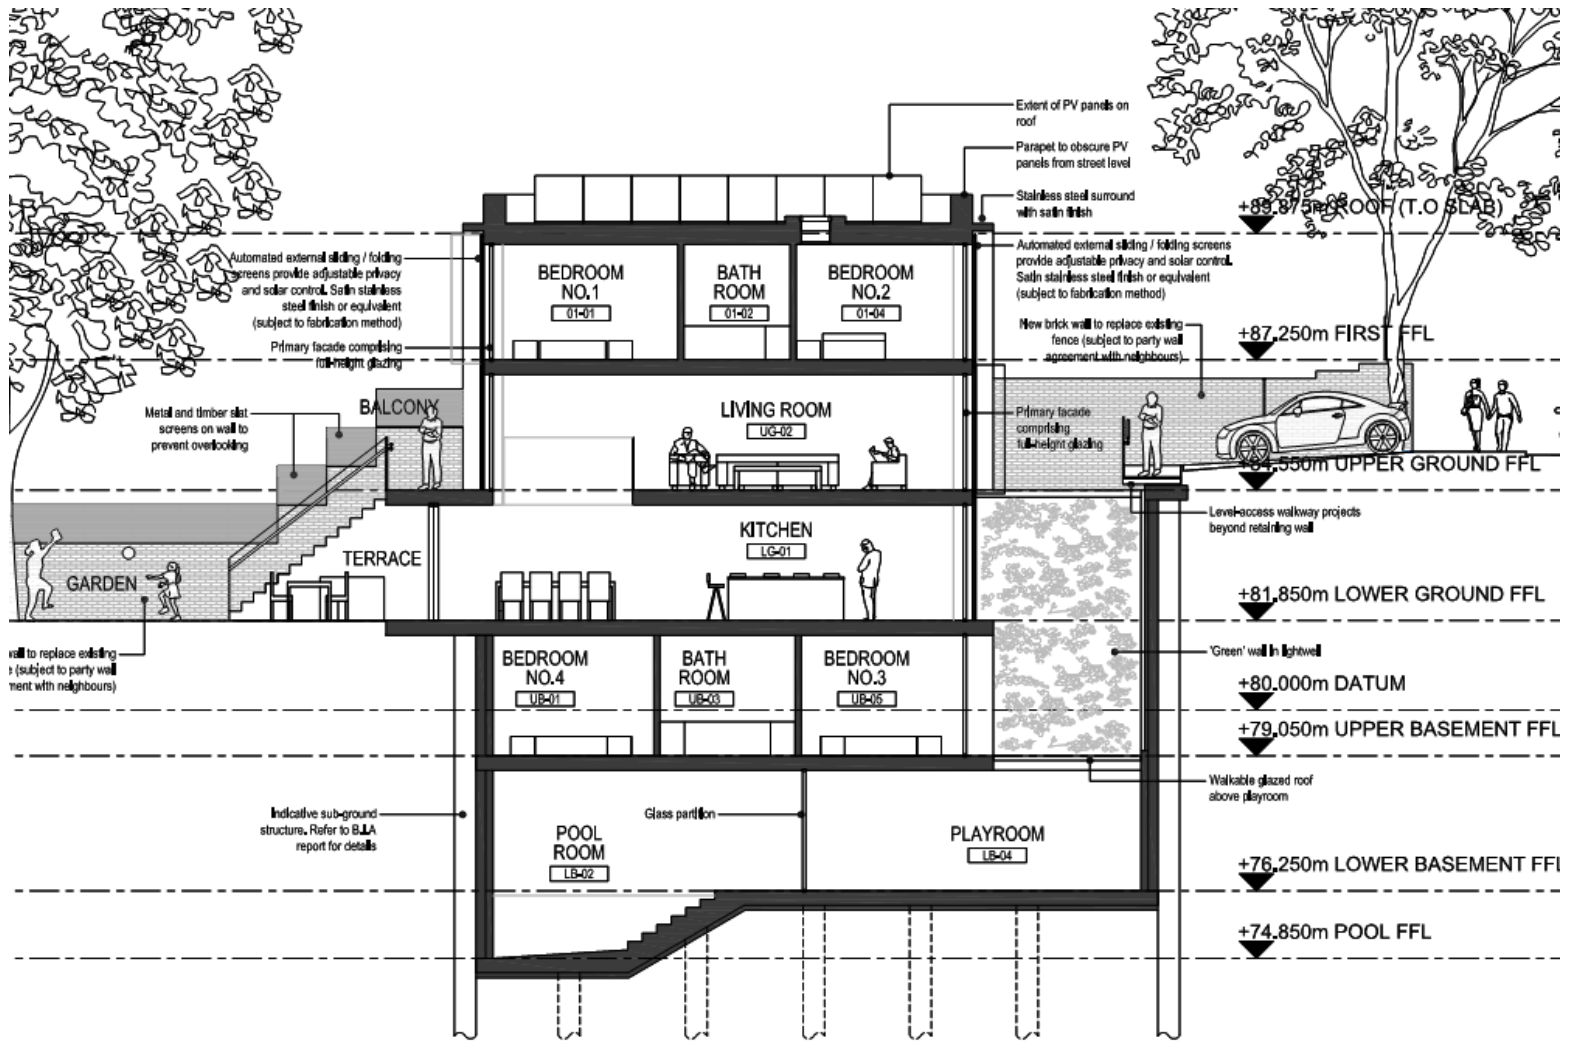 Extent of PV panels on
roof
Parapet to obscure PV
panels from street level
Stainless steel surround
with satin finish
+89.875m ROOF (T.O SLAB)
Automated external sliding / folding
screens provide adjustable privacy
and solar control. Satin stainless
steel finish or equivalent
(subject to fabrication method)
Primary facade comprising
full-height glazing
BEDROOM
NO.1
01-01
BATH
ROOM
01-02
BEDROOM
NO.2
01-04
Automated external sliding / folding screens
provide adjustable privacy and solar control.
Satin stainless steel finish or equivalent
(subject to fabrication method)
New brick wall to replace existing
fence (subject to party wall
agreement with neighbours)
+87.250m FIRST FFL
Metal and timber slat
screens on wall to
prevent overlooking
BALCONY
LIVING ROOM
UG-02
Primary facade
comprising
full-height glazing
+84.550m UPPER GROUND FFL
Level-access walkway projects
beyond retaining wall
GARDEN
TERRACE
KITCHEN
LG-01
+81.850m LOWER GROUND FFL
wall to replace existing
(subject to party wall
with neighbours)
BEDROOM
NO.4
UB-01
BATH
ROOM
UB-03
BEDROOM
NO.3
UB-05
'Green' wall in lightwell
+80.000m DATUM
+79.050m UPPER BASEMENT FFL
Walkable glazed roof
above playroom
Indicative sub-ground
structure. Refer to B.I.A
report for details
Glass partition
POOL
ROOM
LB-02
PLAYROOM
LB-04
+76.250m LOWER BASEMENT FFL
+74.850m POOL FFL